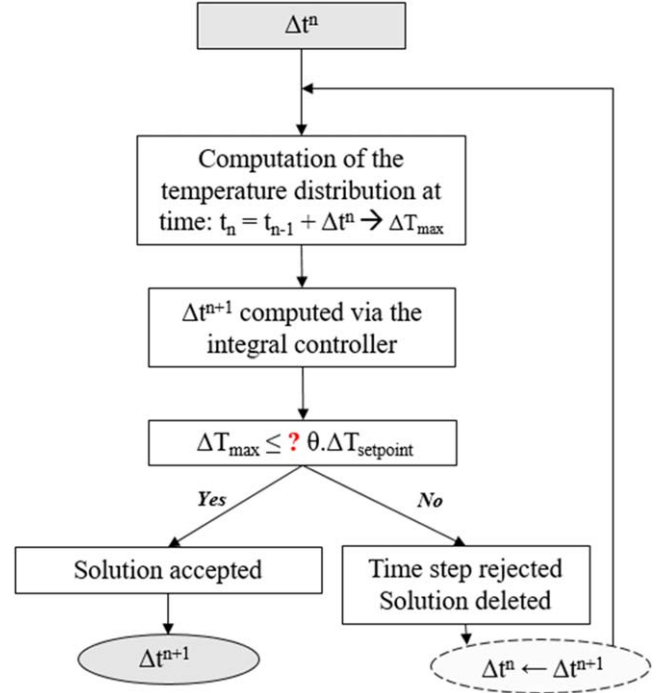 Δtⁿ
Computation of the
temperature distribution at
time: tₙ = tₙ₋₁ + Δtⁿ → ΔTₘₐₓ
Δtⁿ⁺¹ computed via the
integral controller
ΔTₘₐₓ ≤ ? θ.ΔT_setpoint
Yes
No
Solution accepted
Time step rejected
Solution deleted
Δtⁿ⁺¹
Δtⁿ ← Δtⁿ⁺¹